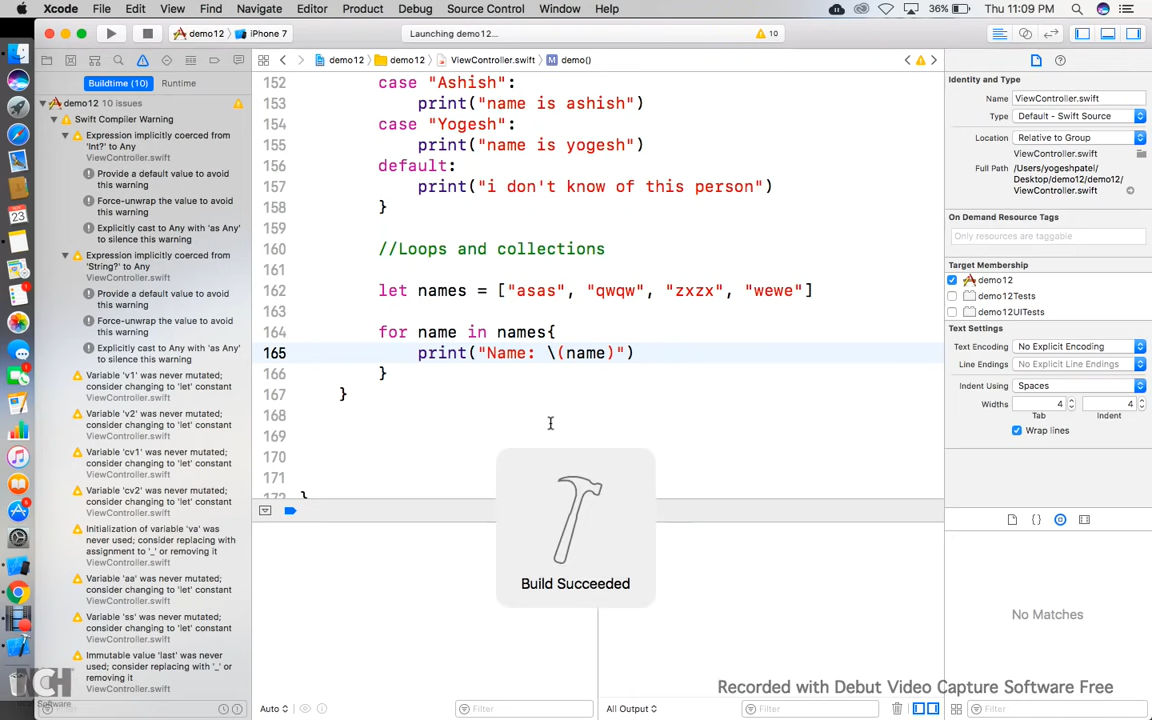 Xcode File Edit View Find Navigate Editor Product Debug Source Control Window Help 36% Thu 11:09 PM
demo12 iPhone 7 Launching demo12... 10
demo12 demo12 ViewController.swift M demo()
Buildtime (10) Runtime
demo12 10 issues
Swift Compiler Warning
Expression implicitly coerced from
'Int?' to Any
ViewController.swift
Provide a default value to avoid
this warning
Force-unwrap the value to avoid
this warning
Explicitly cast to Any with 'as Any'
to silence this warning
Expression implicitly coerced from
'String?' to Any
ViewController.swift
Provide a default value to avoid
this warning
Force-unwrap the value to avoid
this warning
Explicitly cast to Any with 'as Any'
to silence this warning
Variable 'v1' was never mutated;
consider changing to 'let' constant
ViewController.swift
Variable 'v2' was never mutated;
consider changing to 'let' constant
ViewController.swift
Variable 'cv1' was never mutated;
consider changing to 'let' constant
ViewController.swift
Variable 'cv2' was never mutated;
consider changing to 'let' constant
ViewController.swift
Initialization of variable 'va' was
never used; consider replacing with
assignment to '_' or removing it
ViewController.swift
Variable 'aa' was never mutated;
consider changing to 'let' constant
ViewController.swift
Variable 'ss' was never mutated;
consider changing to 'let' constant
ViewController.swift
Immutable value 'last' was never
used; consider replacing with '_' or
removing it
ViewController.swift
NCH
Software
152 case "Ashish":
153 print("name is ashish")
154 case "Yogesh":
155 print("name is yogesh")
156 default:
157 print("i don't know of this person")
158 }
159
160 //Loops and collections
161
162 let names = ["asas", "qwqw", "zxzx", "wewe"]
163
164 for name in names{
165 print("Name: \(name)")
166 }
167 }
168
169
170
171
172 }
Build Succeeded
Auto Filter All Output Filter
Identity and Type
Name ViewController.swift
Type Default - Swift Source
Location Relative to Group
ViewController.swift
Full Path /Users/yogeshpatel/
Desktop/demo12/demo12/
ViewController.swift
On Demand Resource Tags
Only resources are taggable
Target Membership
demo12
demo12Tests
demo12UITests
Text Settings
Text Encoding No Explicit Encoding
Line Endings No Explicit Line Endings
Indent Using Spaces
Widths 4 4
Tab Indent
Wrap lines
No Matches
Recorded with Debut Video Capture Software Free
Filter